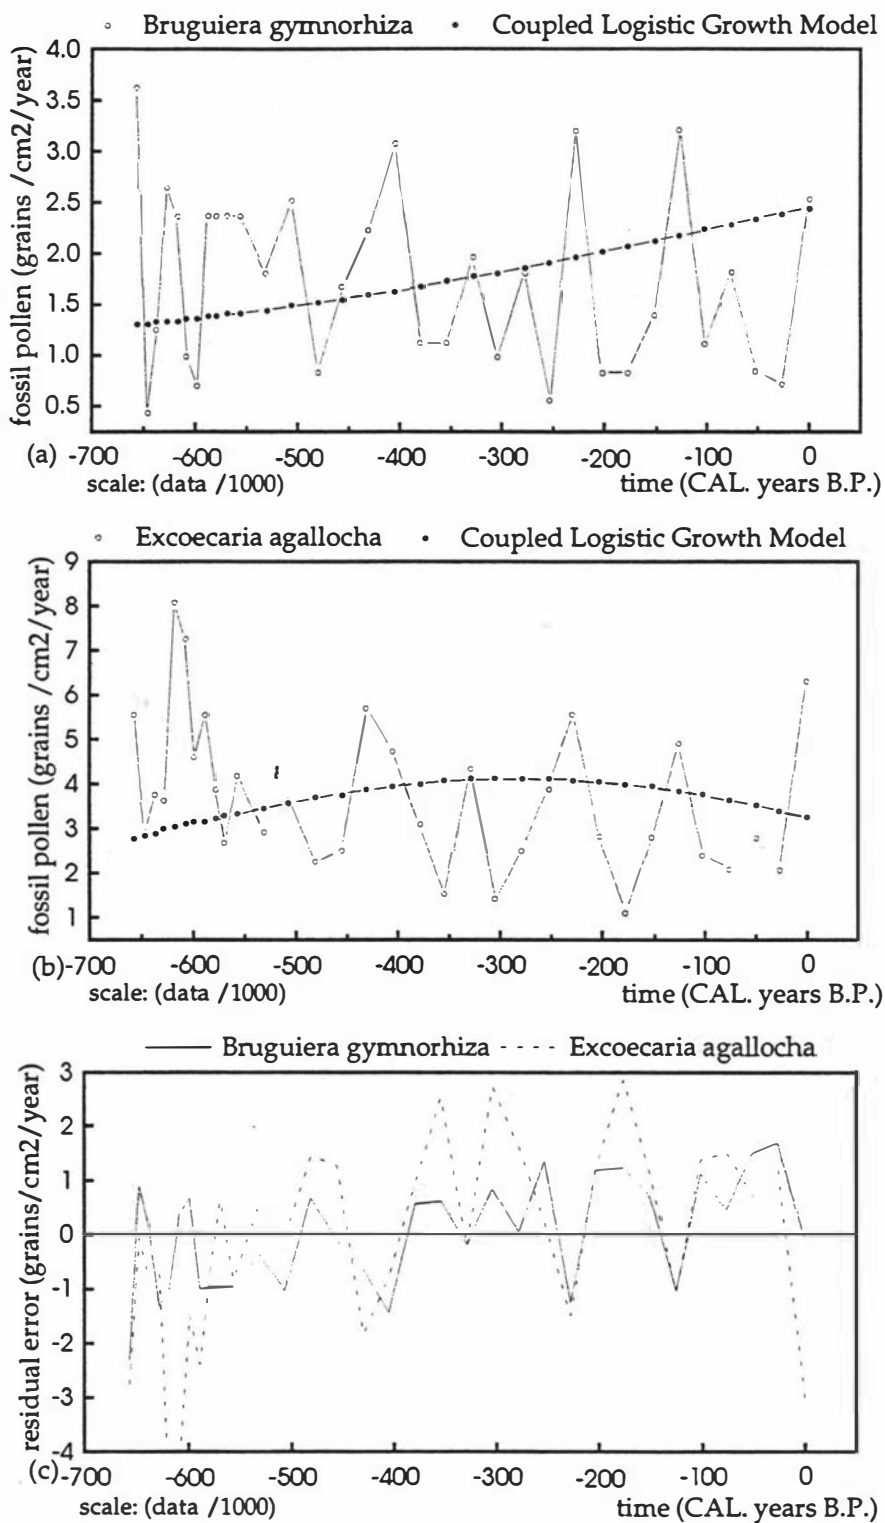 ◦ Bruguiera gymnorhiza • Coupled Logistic Growth Model
fossil pollen (grains /cm2/year)
4.0
3.5
3.0
2.5
2.0
1.5
1.0
0.5
(a) -700 -600 -500 -400 -300 -200 -100 0
scale: (data /1000) time (CAL. years B.P.)
◦ Excoecaria agallocha • Coupled Logistic Growth Model
fossil pollen (grains /cm2/year)
9
8
7
6
5
4
3
2
1
(b) -700 -600 -500 -400 -300 -200 -100 0
scale: (data /1000) time (CAL. years B.P.)
Bruguiera gymnorhiza Excoecaria agallocha
residual error (grains/cm2/year)
3
2
1
0
-1
-2
-3
-4
(c) -700 -600 -500 -400 -300 -200 -100 0
scale: (data /1000) time (CAL. years B.P.)